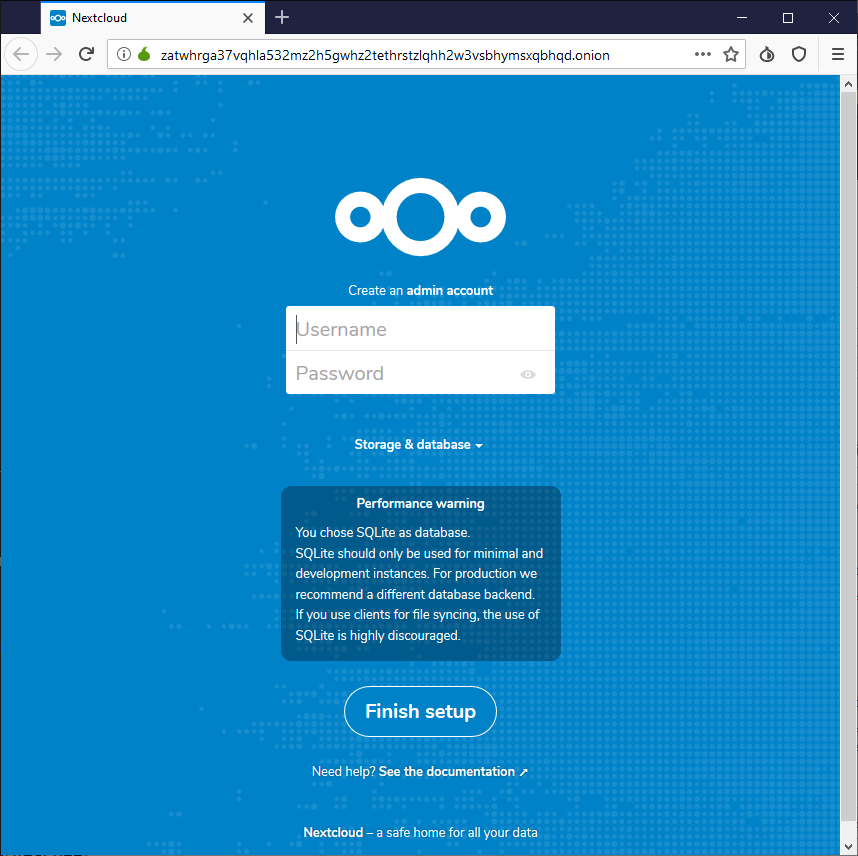 Nextcloud
zatwhrga37vqhla532mz2h5gwhz2tethrstzlqhh2w3vsbhymsxqbhqd.onion
Create an admin account
Username
Password
Storage & database
Performance warning
You chose SQLite as database.
SQLite should only be used for minimal and
development instances. For production we
recommend a different database backend.
If you use clients for file syncing, the use of
SQLite is highly discouraged.
Finish setup
Need help? See the documentation ↗
Nextcloud – a safe home for all your data